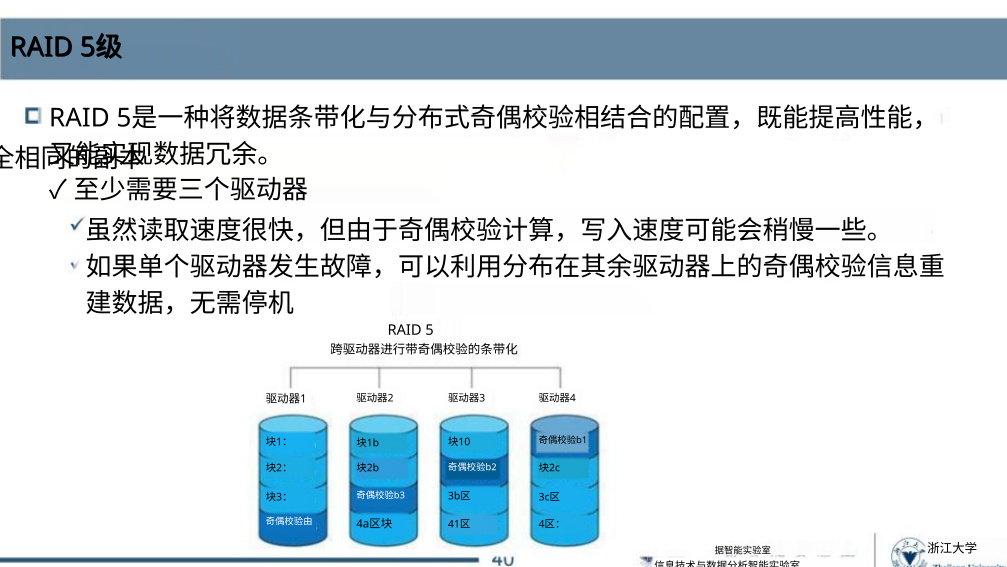 RAID 5级
RAID 5是一种将数据条带化与分布式奇偶校验相结合的配置，既能提高性能，
又能实现数据冗余。
全相同的副本
✓至少需要三个驱动器
✓虽然读取速度很快，但由于奇偶校验计算，写入速度可能会稍慢一些。
✓如果单个驱动器发生故障，可以利用分布在其余驱动器上的奇偶校验信息重
建数据，无需停机
RAID 5
跨驱动器进行带奇偶校验的条带化
驱动器1 驱动器2 驱动器3 驱动器4
块1： 块1b 块10 奇偶校验b1
块2： 块2b 奇偶校验b2 块2c
块3： 奇偶校验b3 3b区 3c区
奇偶校验由 4a区块 41区 4区：
40
据智能实验室
信息技术与数据分析智能实验室
浙江大学